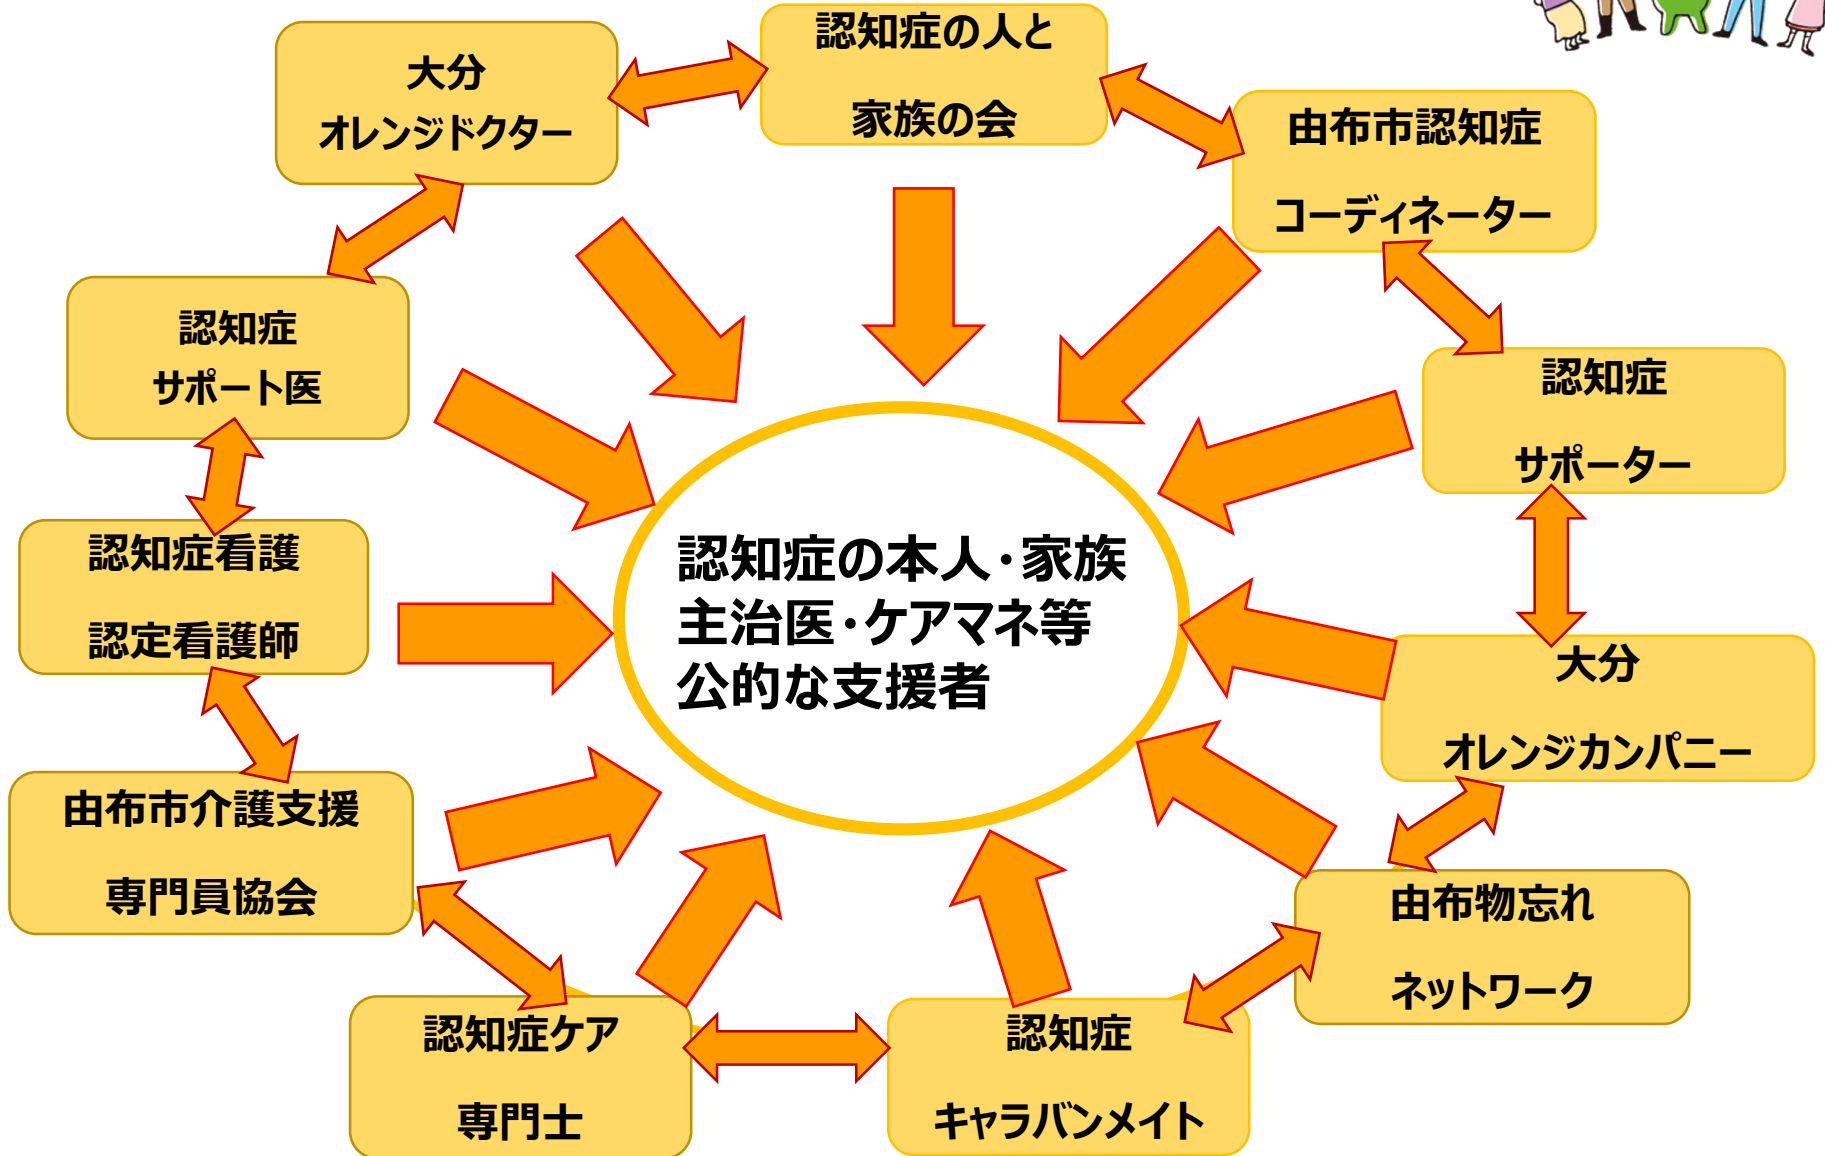 認知症の人と
家族の会
大分
オレンジドクター
由布市認知症
コーディネーター
認知症
サポート医
認知症
サポーター
認知症の本人・家族
主治医・ケアマネ等
公的な支援者
認知症看護
認定看護師
大分
オレンジカンパニー
由布市介護支援
専門員協会
由布物忘れ
ネットワーク
認知症ケア
専門士
認知症
キャラバンメイト